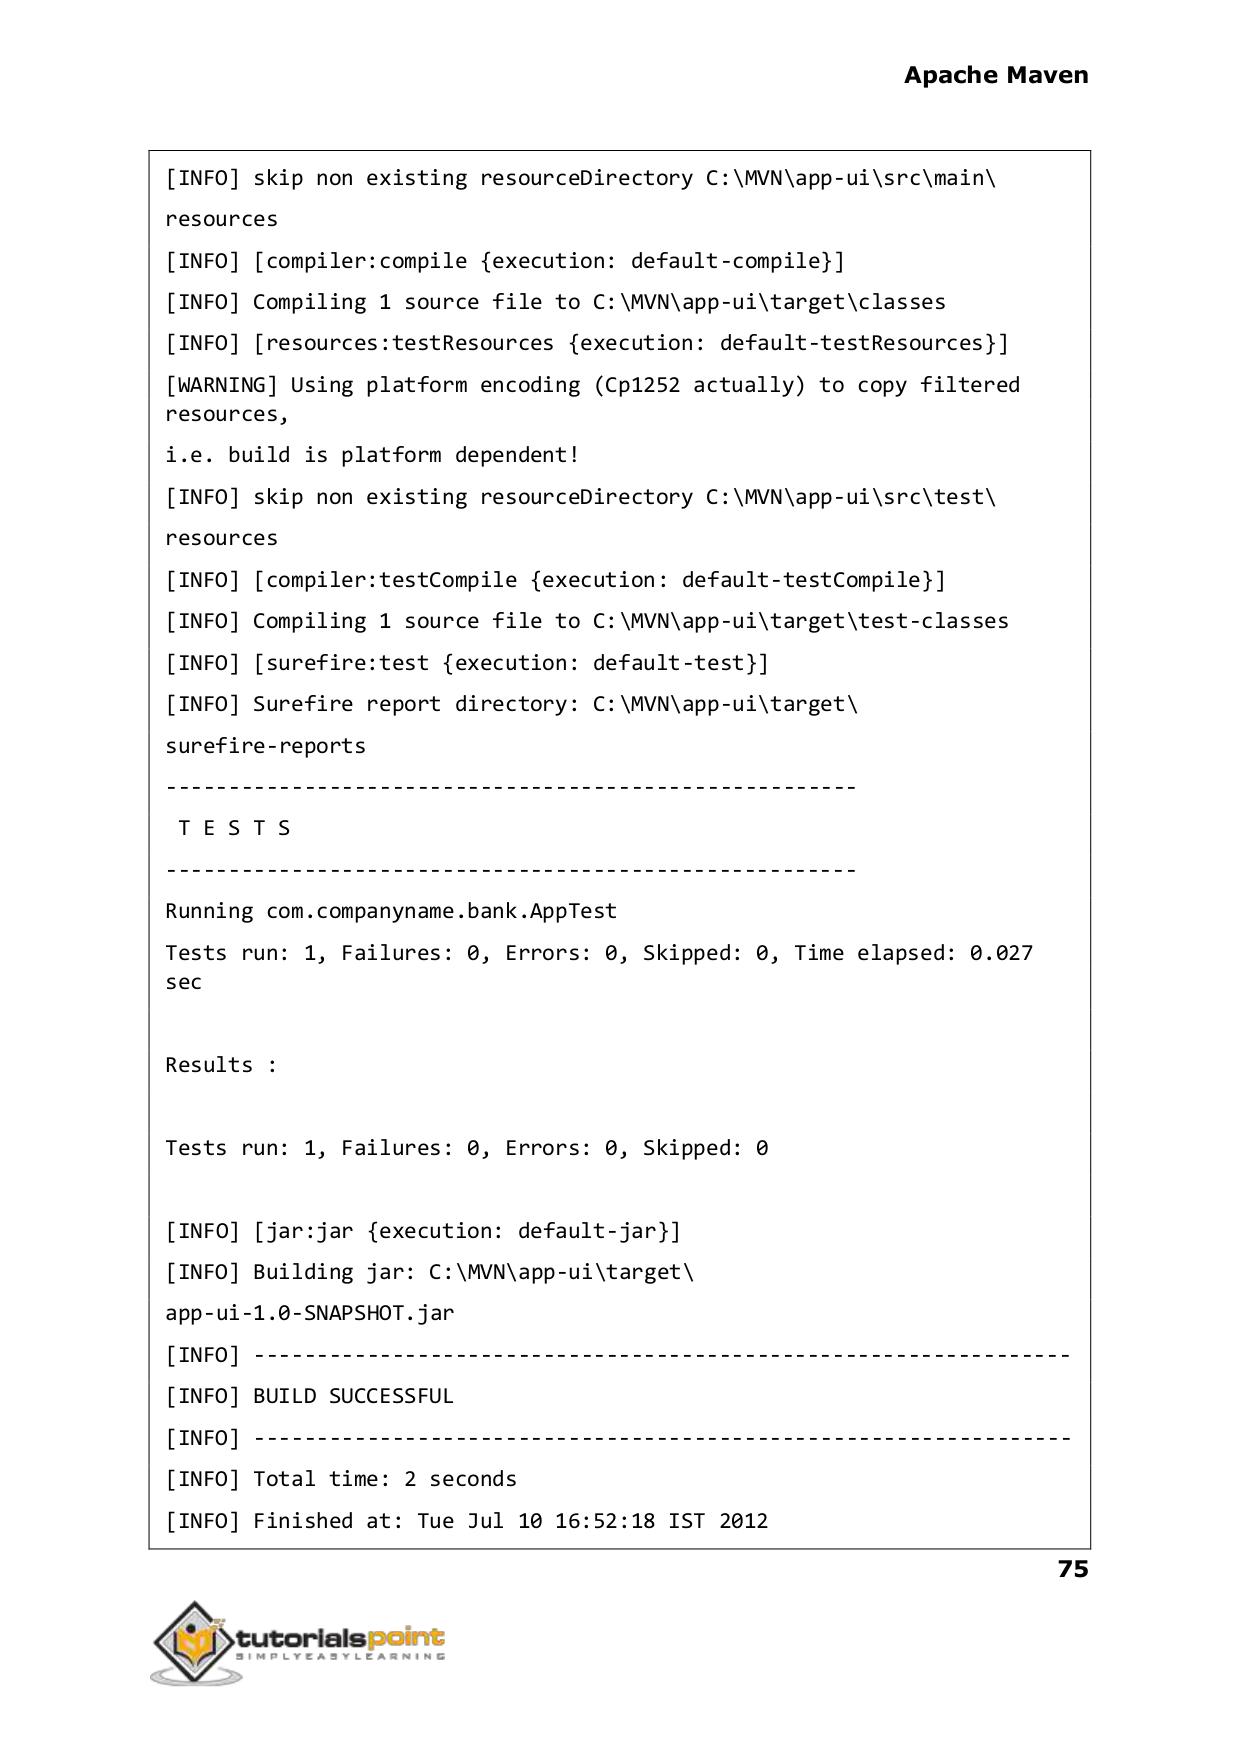 Apache Maven
[INFO] skip non existing resourceDirectory C:\MVN\app-ui\src\main\
resources
[INFO] [compiler:compile {execution: default-compile}]
[INFO] Compiling 1 source file to C:\MVN\app-ui\target\classes
[INFO] [resources:testResources {execution: default-testResources}]
[WARNING] Using platform encoding (Cp1252 actually) to copy filtered
resources,
i.e. build is platform dependent!
[INFO] skip non existing resourceDirectory C:\MVN\app-ui\src\test\
resources
[INFO] [compiler:testCompile {execution: default-testCompile}]
[INFO] Compiling 1 source file to C:\MVN\app-ui\target\test-classes
[INFO] [surefire:test {execution: default-test}]
[INFO] Surefire report directory: C:\MVN\app-ui\target\
surefire-reports
-------------------------------------------------------
T E S T S
-------------------------------------------------------
Running com.companyname.bank.AppTest
Tests run: 1, Failures: 0, Errors: 0, Skipped: 0, Time elapsed: 0.027
sec
Results :
Tests run: 1, Failures: 0, Errors: 0, Skipped: 0
[INFO] [jar:jar {execution: default-jar}]
[INFO] Building jar: C:\MVN\app-ui\target\
app-ui-1.0-SNAPSHOT.jar
[INFO] -----------------------------------------------------------------
[INFO] BUILD SUCCESSFUL
[INFO] -----------------------------------------------------------------
[INFO] Total time: 2 seconds
[INFO] Finished at: Tue Jul 10 16:52:18 IST 2012
75
tutorialspoint
SIMPLYEASYLEARNING